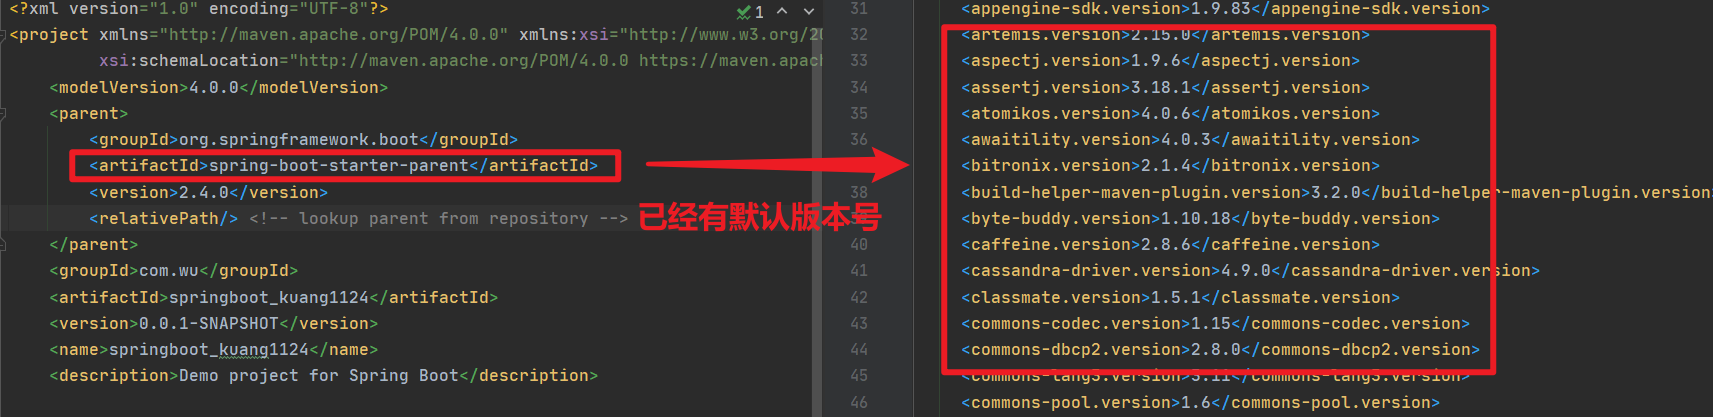 <?xml version="1.0" encoding="UTF-8"?>
1
<project xmlns="http://maven.apache.org/POM/4.0.0" xmlns:xsi="http://www.w3.org/20
xsi:schemaLocation="http://maven.apache.org/POM/4.0.0 https://maven.apach
<modelVersion>4.0.0</modelVersion>
<parent>
<groupId>org.springframework.boot</groupId>
<artifactId>spring-boot-starter-parent</artifactId>
<version>2.4.0</version>
<relativePath/> <!-- lookup parent from repository -->
</parent>
<groupId>com.wu</groupId>
<artifactId>springboot_kuang1124</artifactId>
<version>0.0.1-SNAPSHOT</version>
<name>springboot_kuang1124</name>
<description>Demo project for Spring Boot</description>
已经有默认版本号
31 <appengine-sdk.version>1.9.83</appengine-sdk.version>
32 <artemis.version>2.15.0</artemis.version>
33 <aspectj.version>1.9.6</aspectj.version>
34 <assertj.version>3.18.1</assertj.version>
35 <atomikos.version>4.0.6</atomikos.version>
36 <awaitility.version>4.0.3</awaitility.version>
<bitronix.version>2.1.4</bitronix.version>
38 <build-helper-maven-plugin.version>3.2.0</build-helper-maven-plugin.version>
<byte-buddy.version>1.10.18</byte-buddy.version>
40 <caffeine.version>2.8.6</caffeine.version>
41 <cassandra-driver.version>4.9.0</cassandra-driver.version>
42 <classmate.version>1.5.1</classmate.version>
43 <commons-codec.version>1.15</commons-codec.version>
44 <commons-dbcp2.version>2.8.0</commons-dbcp2.version>
45 <commons-lang3.version>3.11</commons-lang3.version>
46 <commons-pool.version>1.6</commons-pool.version>